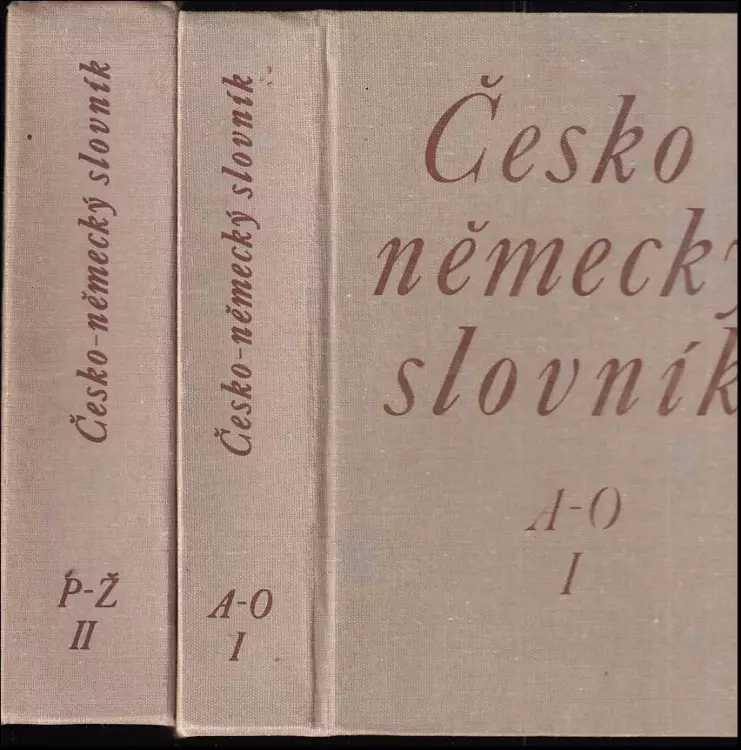 Česko-německý slovník
P-Ž
II
Česko-německý slovník
A-O
I
Česko
německý
slovník
A-O
I